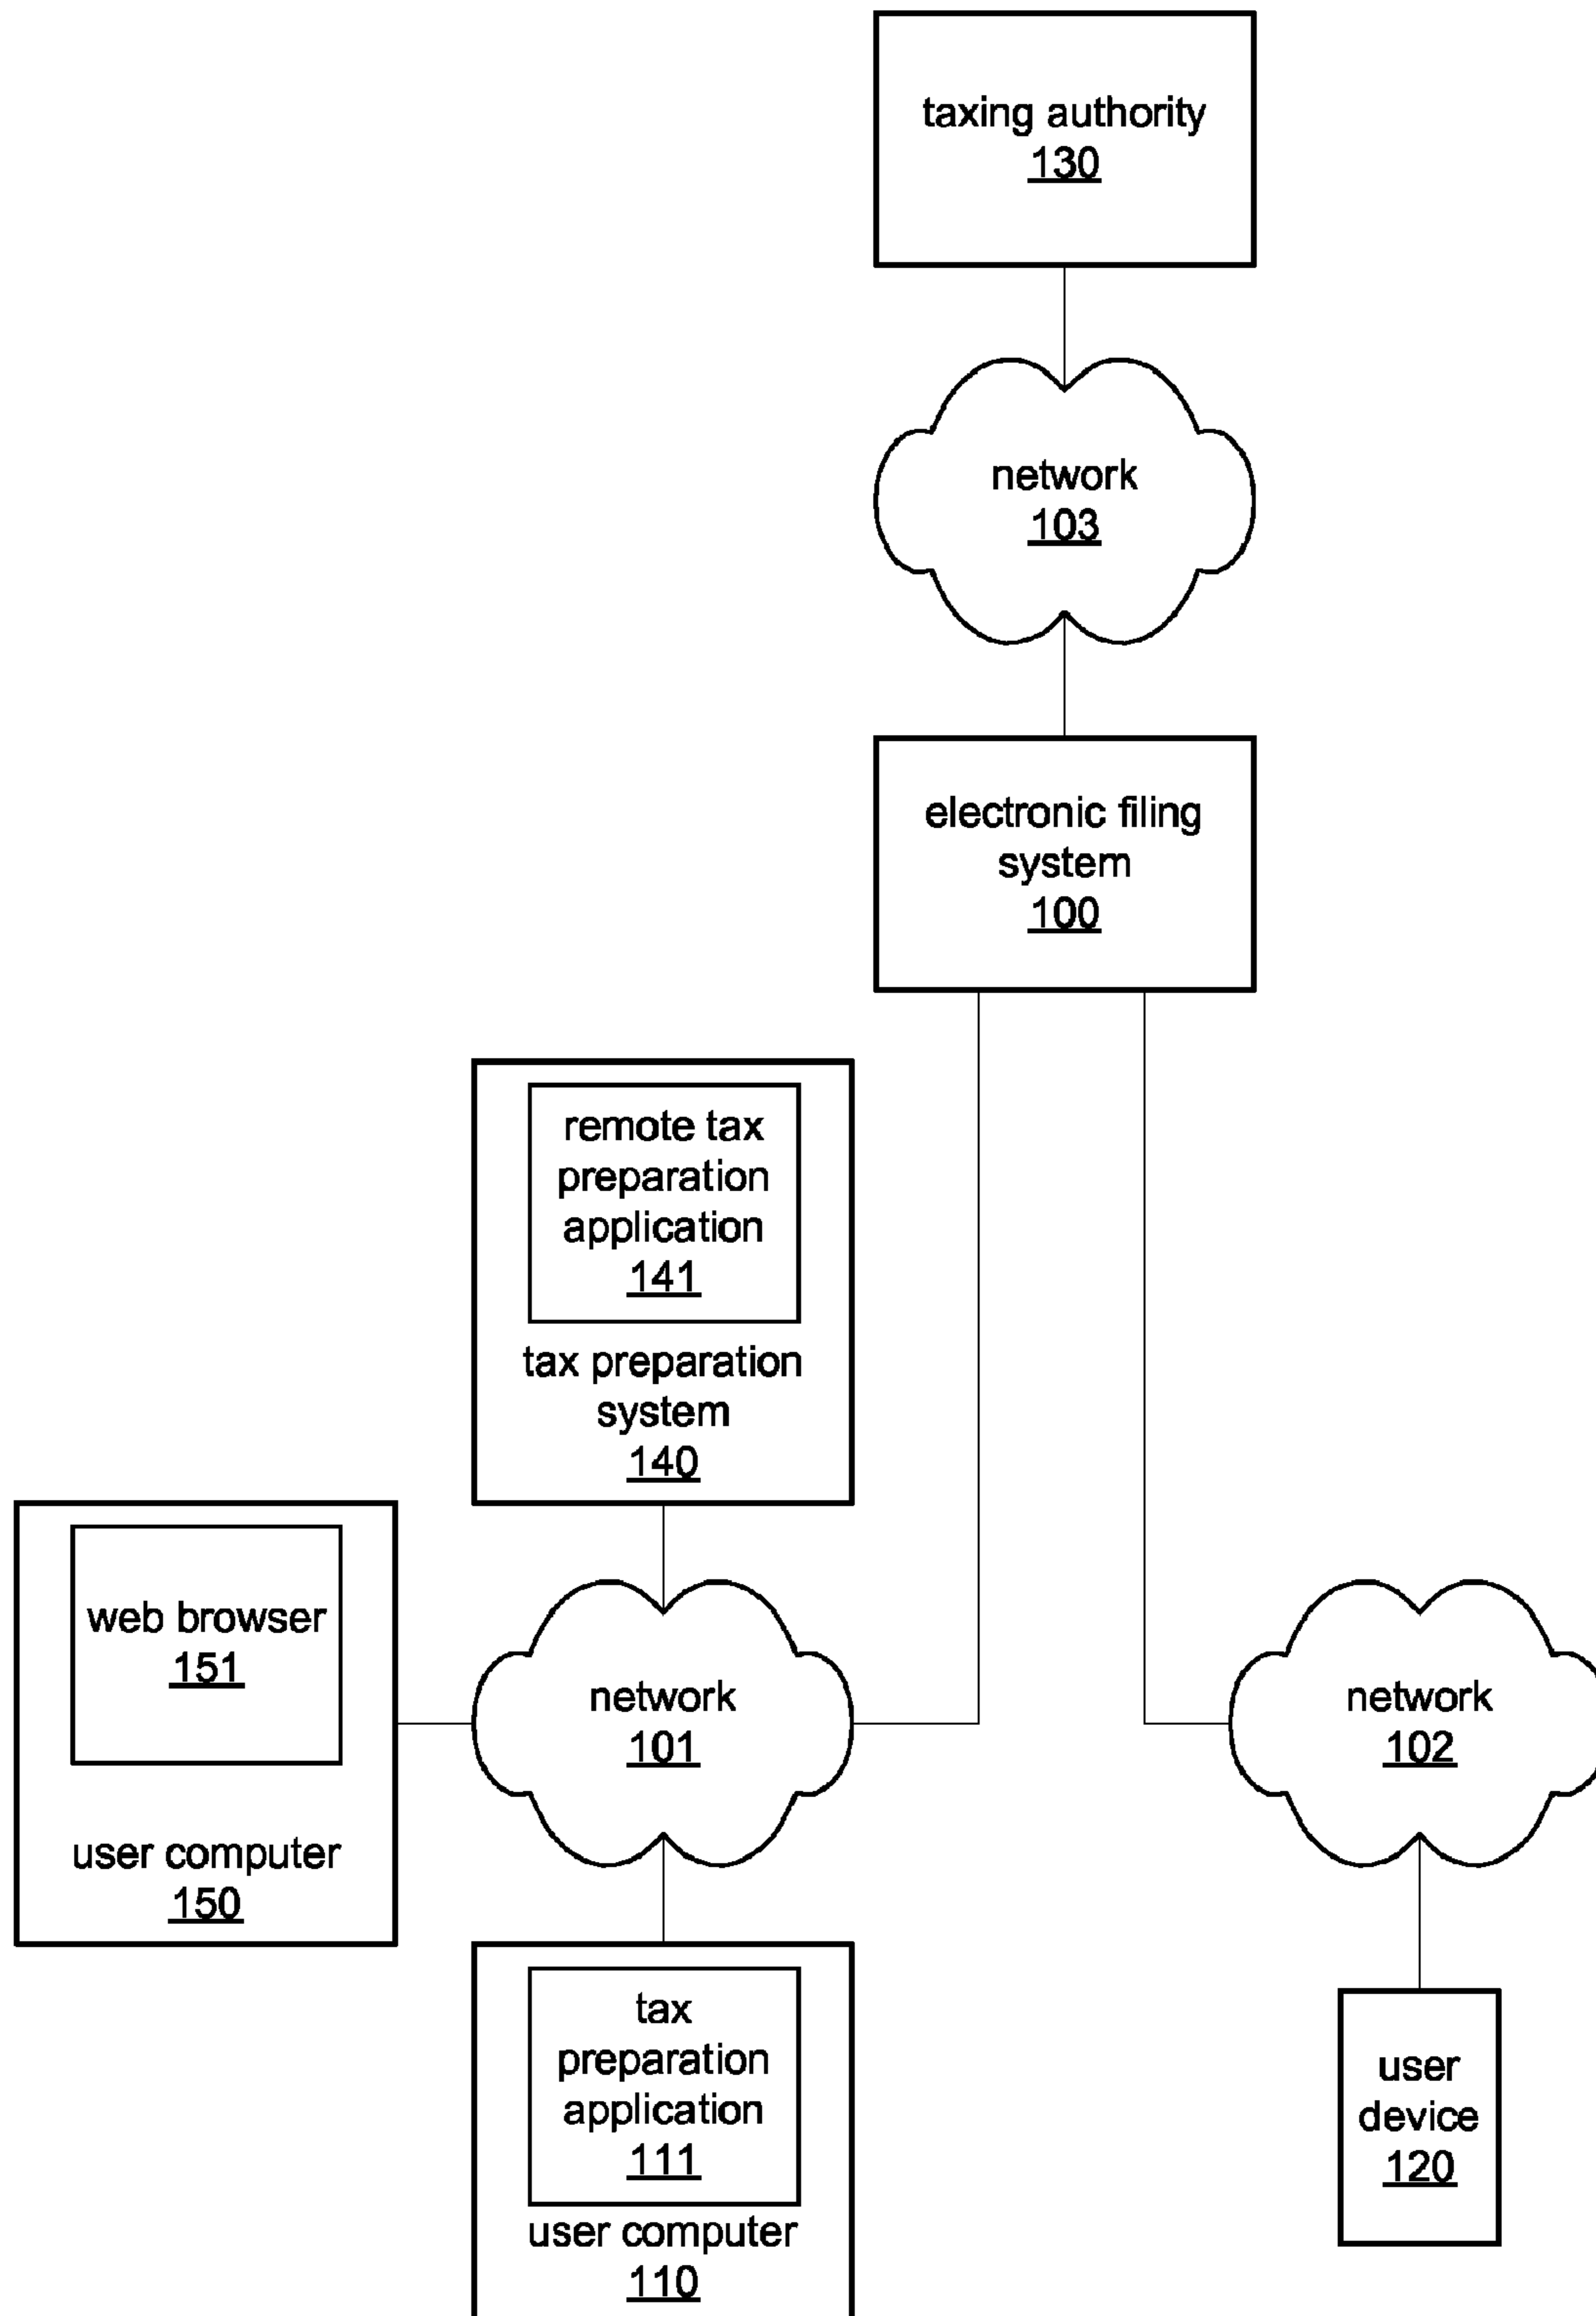 taxing authority
130
network
103
electronic filing
system
100
remote tax
preparation
application
141
tax preparation
system
140
web browser
151
user computer
150
network
101
network
102
tax
preparation
application
111
user computer
110
user
device
120